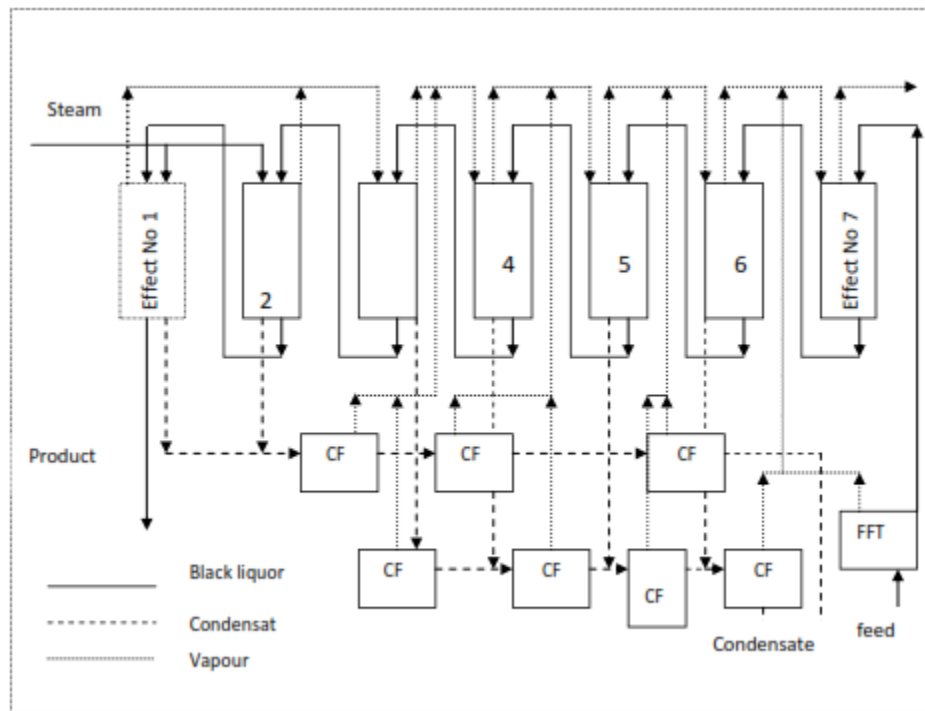 Steam
Effect No 1
2
4
5
6
Effect No 7
Product
CF
CF
CF
FFT
CF
CF
CF
CF
Black liquor
Condensat
Vapour
Condensate
feed